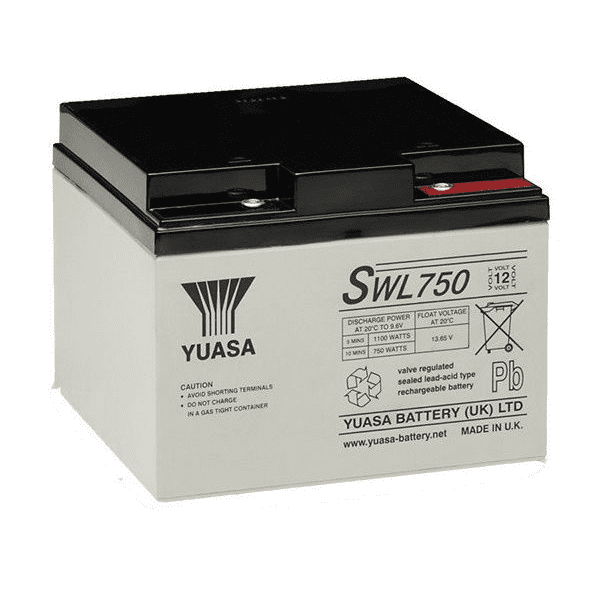 YUASA
CAUTION
• AVOID SHORTING TERMINALS
• DO NOT CHARGE
IN A GAS TIGHT CONTAINER
SWL750
VOLT
VOLT
12
VOLT
VOLT
DISCHARGE POWER
AT 20°C TO 9.6V
FLOAT VOLTAGE
AT 20°C
5 MINS 1100 WATTS
10 MINS 750 WATTS
13.65 V
valve regulated
sealed lead-acid type
rechargeable battery
Pb
YUASA BATTERY (UK) LTD
www.yuasa-battery.net
MADE IN U.K.